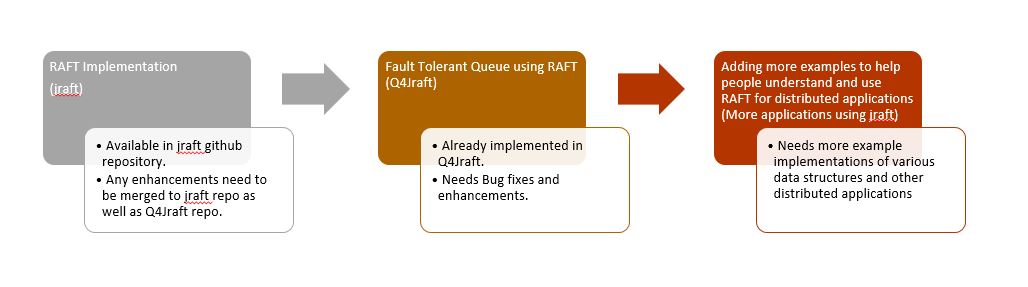 RAFT Implementation
(jraft)
• Available in jraft github
repository.
• Any enhancements need to
be merged to jraft repo as
well as Q4Jraft repo.
Fault Tolerant Queue using RAFT
(Q4Jraft)
• Already implemented in
Q4Jraft.
• Needs Bug fixes and
enhancements.
Adding more examples to help
people understand and use
RAFT for distributed applications
(More applications using jraft)
• Needs more example
implementations of various
data structures and other
distributed applications